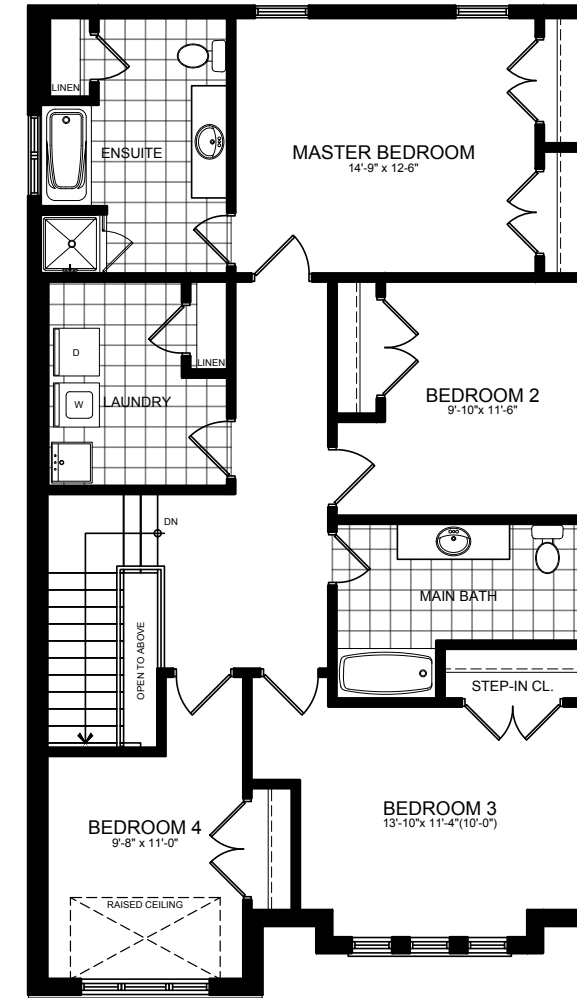 LINEN
ENSUITE
MASTER BEDROOM
14'-9" x 12-6"
D
LINEN
W
LAUNDRY
BEDROOM 2
9'-10"x 11'-6"
DN
OPEN TO ABOVE
MAIN BATH
STEP-IN CL.
BEDROOM 3
13'-10"x 11'-4"(10'-0")
BEDROOM 4
9'-8" x 11'-0"
RAISED CEILING